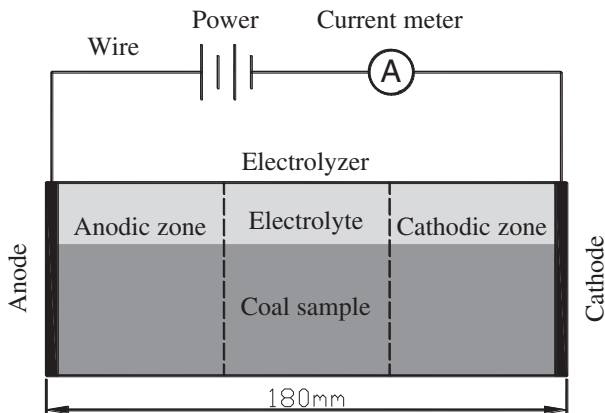 Power
Current meter
Wire
A
Electrolyzer
Anodic zone
Electrolyte
Cathodic zone
Anode
Cathode
Coal sample
180mm